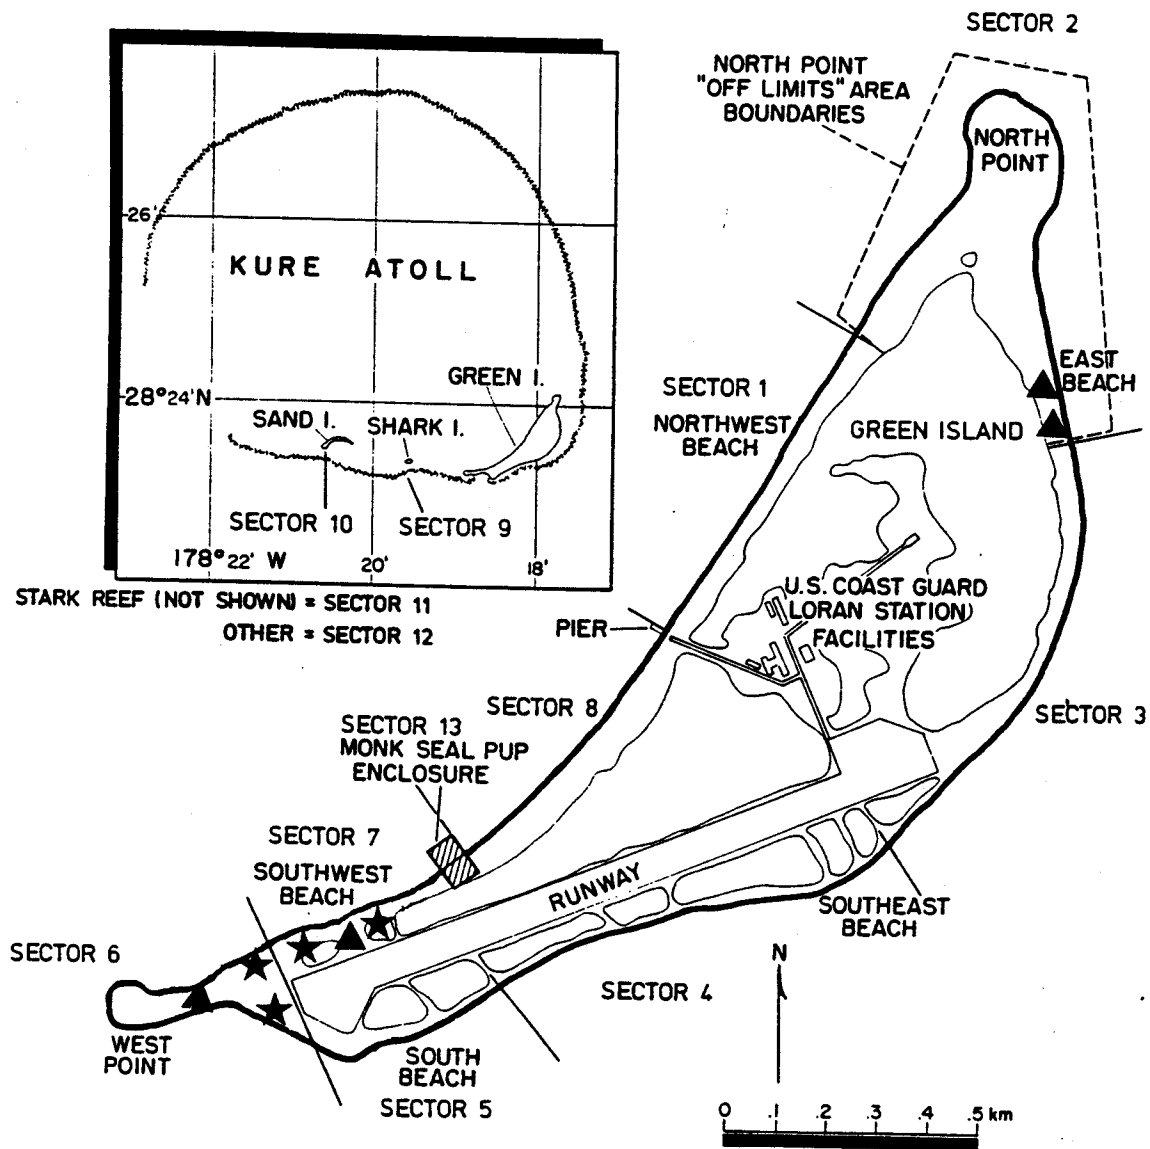 SECTOR 2
NORTH POINT
"OFF LIMITS" AREA
BOUNDARIES
NORTH
POINT
26'
KURE ATOLL
GREEN I.
28°24'N
SAND I.
SHARK I.
SECTOR 10
SECTOR 9
178°22' W
20'
18'
STARK REEF (NOT SHOWN) = SECTOR 11
OTHER = SECTOR 12
EAST
BEACH
SECTOR 1
NORTHWEST
BEACH
GREEN ISLAND
U.S. COAST GUARD
LORAN STATION)
FACILITIES
PIER
SECTOR 8
SECTOR 3
SECTOR 13
MONK SEAL PUP
ENCLOSURE
SECTOR 7
SOUTHWEST
BEACH
RUNWAY
SOUTHEAST
BEACH
SECTOR 6
N
SECTOR 4
WEST
POINT
SOUTH
BEACH
SECTOR 5
0 .1 .2 .3 .4 .5 km